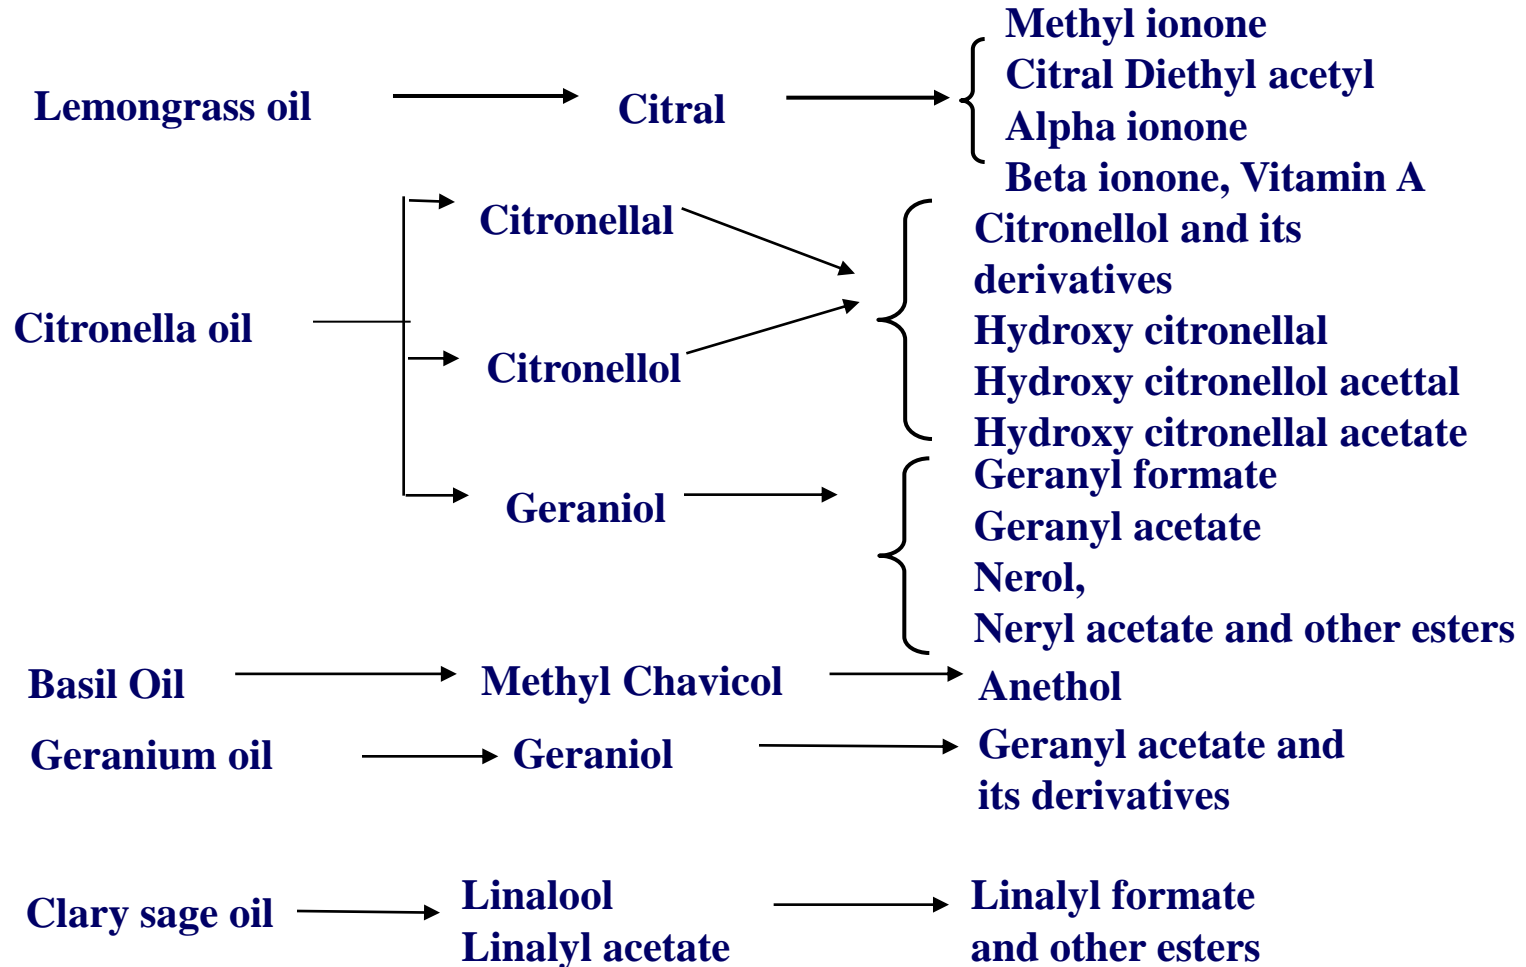 Lemongrass oil
Citral
Methyl ionone
Citral Diethyl acetyl
Alpha ionone
Beta ionone, Vitamin A
Citronella oil
Citronellal
Citronellol
Citronellol and its
derivatives
Hydroxy citronellal
Hydroxy citronellol acettal
Hydroxy citronellal acetate
Geraniol
Geranyl formate
Geranyl acetate
Nerol,
Neryl acetate and other esters
Basil Oil
Methyl Chavicol
Anethol
Geranium oil
Geraniol
Geranyl acetate and
its derivatives
Clary sage oil
Linalool
Linalyl acetate
Linalyl formate
and other esters